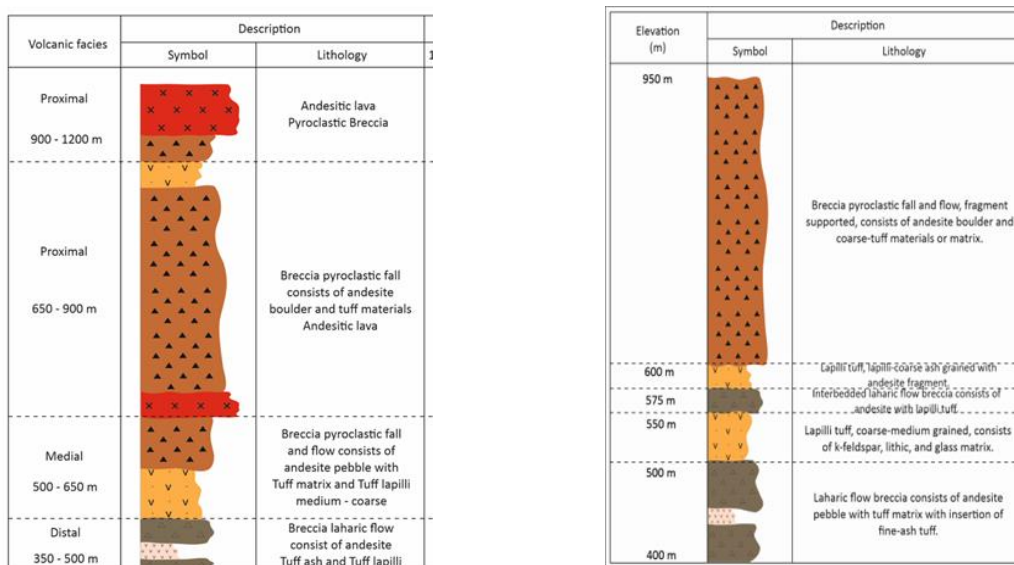 Volcanic facies
Description
Symbol
Lithology
1
Proximal
900 - 1200 m
Andesitic lava
Pyroclastic Breccia
Proximal
650 - 900 m
Breccia pyroclastic fall
consists of andesite
boulder and tuff materials
Andesitic lava
Medial
500 - 650 m
Breccia pyroclastic fall
and flow consists of
andesite pebble with
Tuff matrix and Tuff lapilli
medium - coarse
Distal
350 - 500 m
Breccia laharic flow
consist of andesite
Tuff ash and Tuff lapilli
Elevation
(m)
Description
Symbol
Lithology
950 m
Breccia pyroclastic fall and flow, fragment
supported, consists of andesite boulder and
coarse-tuff materials or matrix.
600 m
Lapilli tuff, lapilli-coarse ash grained with
andesite fragment.
575 m
Interbedded laharic flow breccia consists of
andesite with lapilli tuff.
550 m
Lapilli tuff, coarse-medium grained, consists
of k-feldspar, lithic, and glass matrix.
500 m
Laharic flow breccia consists of andesite
pebble with tuff matrix with insertion of
fine-ash tuff.
400 m